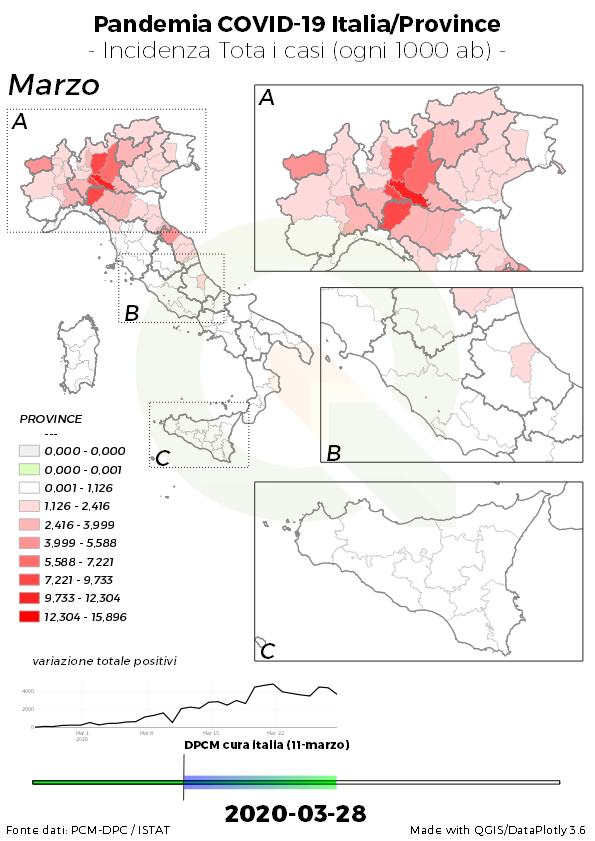 Pandemia COVID-19 Italia/Province
- Incidenza Tota i casi (ogni 1000 ab) -
Marzo
A
A
B
B
C
C
PROVINCE
---
0,000 - 0,000
0,000 - 0,001
0,001 - 1,126
1,126 - 2,416
2,416 - 3,999
3,999 - 5,588
5,588 - 7,221
7,221 - 9,733
9,733 - 12,304
12,304 - 15,896
variazione totale positivi
4000
2000
0
Mar 1
2020
Mar 8
Mar 15
Mar 22
DPCM cura italia (11-marzo)
2020-03-28
Fonte dati: PCM-DPC / ISTAT
Made with QGIS/DataPlotly 3.6